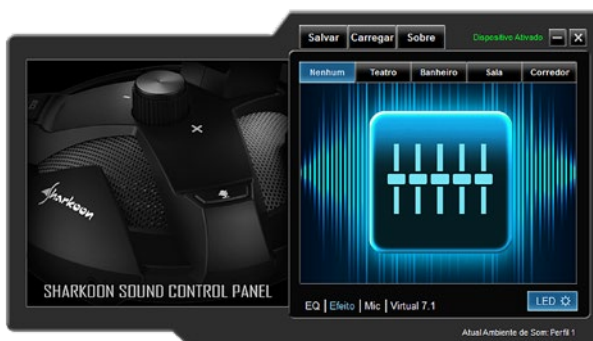 Salvar Carregar Sobre Dispositivo Ativado
Nenhum Teatro Banheiro Sala Corredor
Sharkoon
SHARKOON SOUND CONTROL PANEL
EQ | Efeito | Mic | Virtual 7.1 LED
Atual Ambiente de Som: Perfil 1